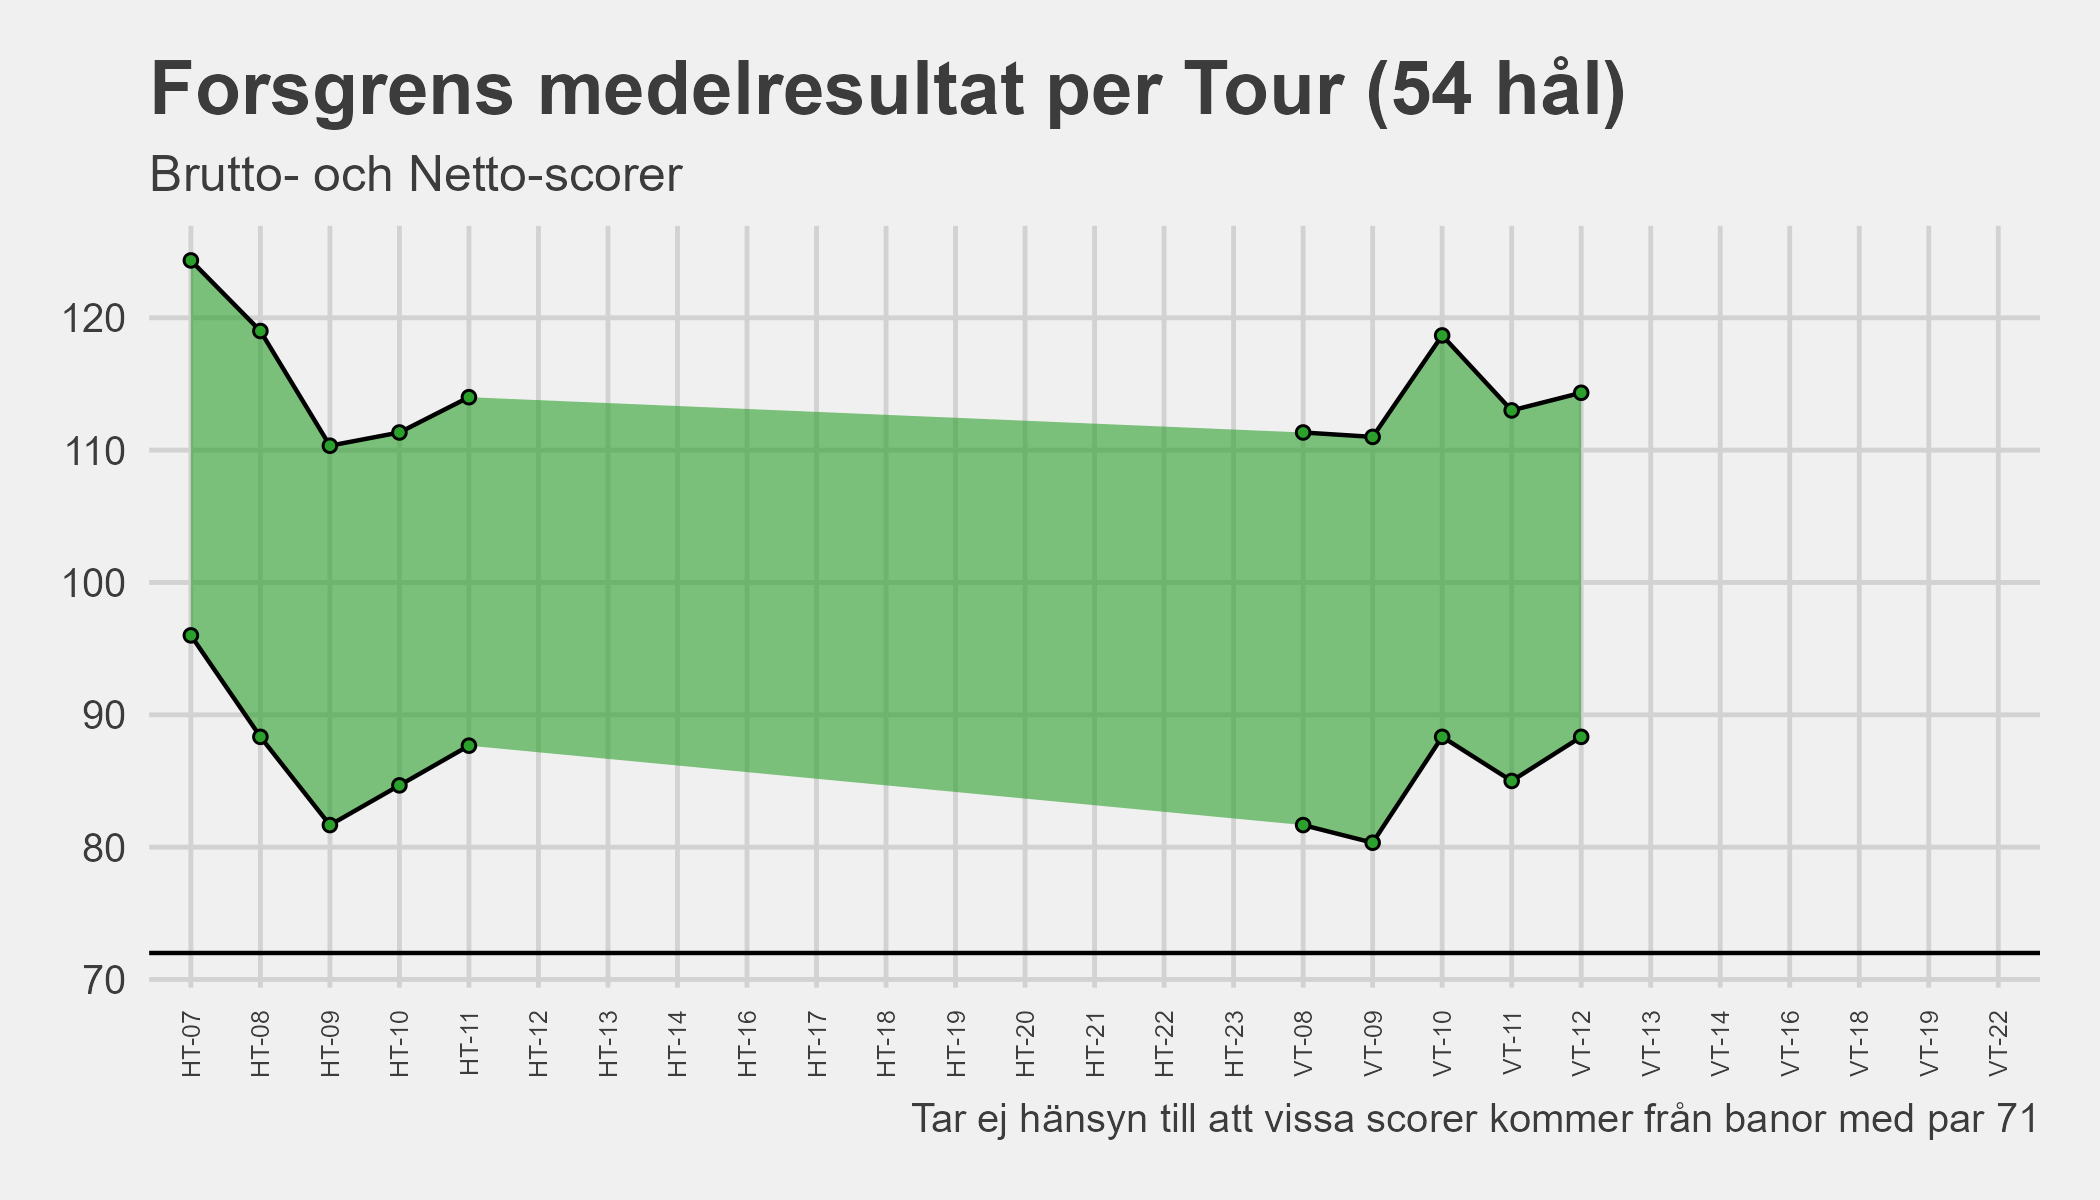 Forsgrens medelresultat per Tour (54 hål)
Brutto- och Netto-scorer
120
110
100
90
80
70
HT-07
HT-08
HT-09
HT-10
HT-11
HT-12
HT-13
HT-14
HT-16
HT-17
HT-18
HT-19
HT-20
HT-21
HT-22
HT-23
VT-08
VT-09
VT-10
VT-11
VT-12
VT-13
VT-14
VT-16
VT-18
VT-19
VT-22
Tar ej hänsyn till att vissa scorer kommer från banor med par 71